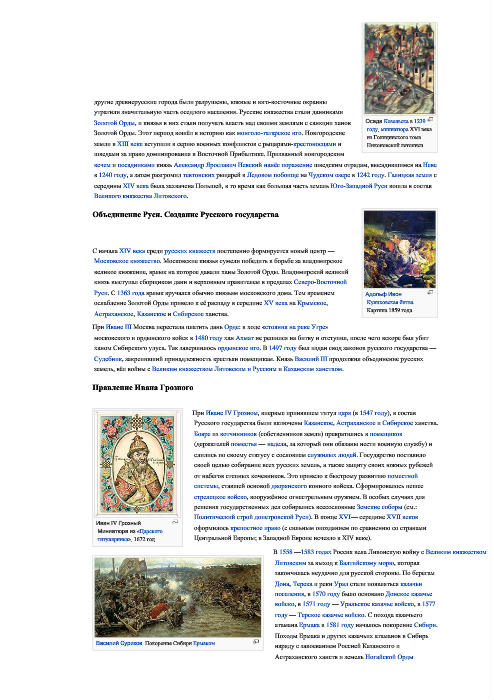 другие древнерусские города были разрушены, южные и юго-восточные окраины
утратили значительную часть оседлого населения. Русские княжества стали данниками
Золотой Орды, и князья в них стали получать власть над своими землями с санкции ханов
Золотой Орды. Этот период вошёл в историю как монголо-татарское иго. Новгородские
земли в XIII веке вступили в серию военных конфликтов с рыцарями-крестоносцами и
шведами за право доминирования в Восточной Прибалтике. Призванный новгородским
вечем и посадниками князь Александр Ярославич Невский нанёс поражение шведским отрядам, высадившимся на Неве
в 1240 году, а затем разгромил тевтонских рыцарей в Ледовом побоище на Чудском озере в 1242 году. Галицкая земля с
середины XIV века была захвачена Польшей, в то время как большая часть земель Юго-Западной Руси вошла в состав
Великого княжества Литовского.
Осада Козельска в 1238
году, миниатюра XVI века
из Голицинского тома
Никоновской летописи
Объединение Руси. Создание Русского государства
С начала XIV века среди русских княжеств постепенно формируется новый центр —
Московское княжество. Московские князья сумели победить в борьбе за владимирское
великое княжение, ярлык на которое давали ханы Золотой Орды. Владимирский великий
князь выступал сборщиком дани и верховным правителем в пределах Северо-Восточной
Руси. С 1363 года ярлык вручался обычно князьям московского дома. Тем временем
ослабление Золотой Орды привело к её распаду в середине XV века на Крымское,
Астраханское, Казанское и Сибирское ханства.
Адольф Ивон
Куликовская битва
Картина 1859 года
При Иване III Москва перестала платить дань Орде: в ходе «стояния на реке Угре»
московского и ордынского войск в 1480 году хан Ахмат не решился на битву и отступил, после чего вскоре был убит
ханом Сибирского улуса. Так завершилось ордынское иго. В 1497 году был издан свод законов русского государства —
Судебник, закрепивший принадлежность крестьян помещикам. Князь Василий III продолжил объединение русских
земель, вёл войны с Великим княжеством Литовским и Русским и Казанским ханством.
Правление Ивана Грозного
При Иване IV Грозном, впервые принявшем титул царя (в 1547 году), в состав
Русского государства были включены Казанское, Астраханское и Сибирское ханства.
Бояре из вотчинников (собственников земли) превратились в помещиков
(держателей поместья — надела, за который они обязаны нести военную службу) и
слились по своему статусу с сословием служилых людей. Государство поставило
своей целью собирание всех русских земель, а также защиту своих южных рубежей
от набегов степных кочевников. Это привело к быстрому развитию поместной
системы, ставшей основой дворянского конного войска. Сформировалось пешее
стрелецкое войско, вооружённое огнестрельным оружием. В особых случаях для
решения государственных дел собирались всесословные Земские соборы (см.:
Политический строй допетровской Руси). В конце XVI— середине XVII веков
оформилось крепостное право (с сильным опозданием по сравнению со странами
Центральной Европы; в Западной Европе исчезло к XIV веке).
Иван IV Грозный
Миниатюра из «Царского
титулярника», 1672 год
В 1558 —1583 годах Россия вела Ливонскую войну с Великим княжеством
Литовским за выход к Балтийскому морю, которая
закончилась неудачно для русской стороны. По берегам
Дона, Терека и реки Урал стали появляться казачьи
поселения, в 1570 году было основано Донское казачье
войско, в 1571 году — Уральское казачье войско, в 1577
году — Терское казачье войско. С похода казачьего
атамана Ермака в 1581 году началось покорение Сибири.
Походы Ермака и других казачьих атаманов в Сибирь
наряду с завоеванием Россией Казанского и
Астраханского ханств и земель Ногайской Орды
Василий Суриков Покорение Сибири Ермаком